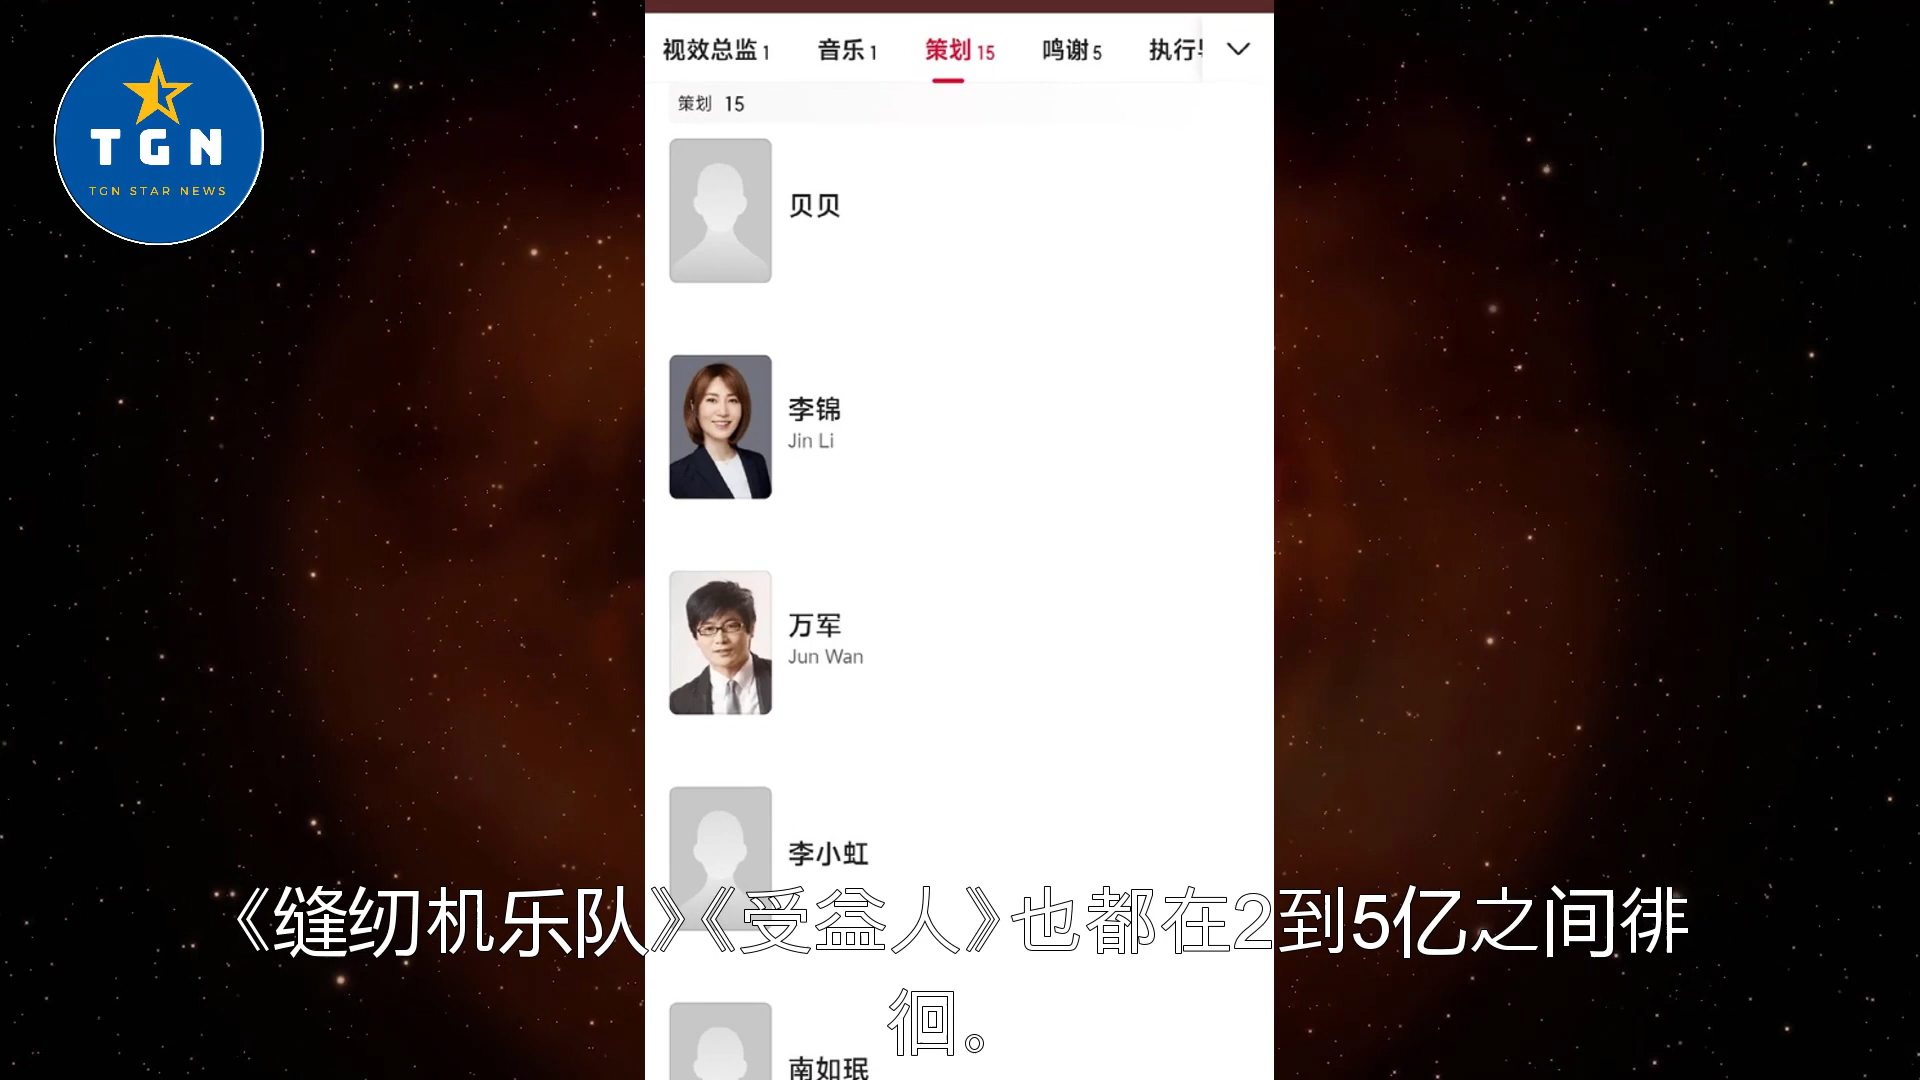 TGN
TGN STAR NEWS
视效总监1 音乐1 策划15 鸣谢5 执行
策划 15
贝贝
李锦
Jin Li
万军
Jun Wan
李小虹
《缝纫机乐队》《受益人》也都在2到5亿之间徘
徊。
南如珉